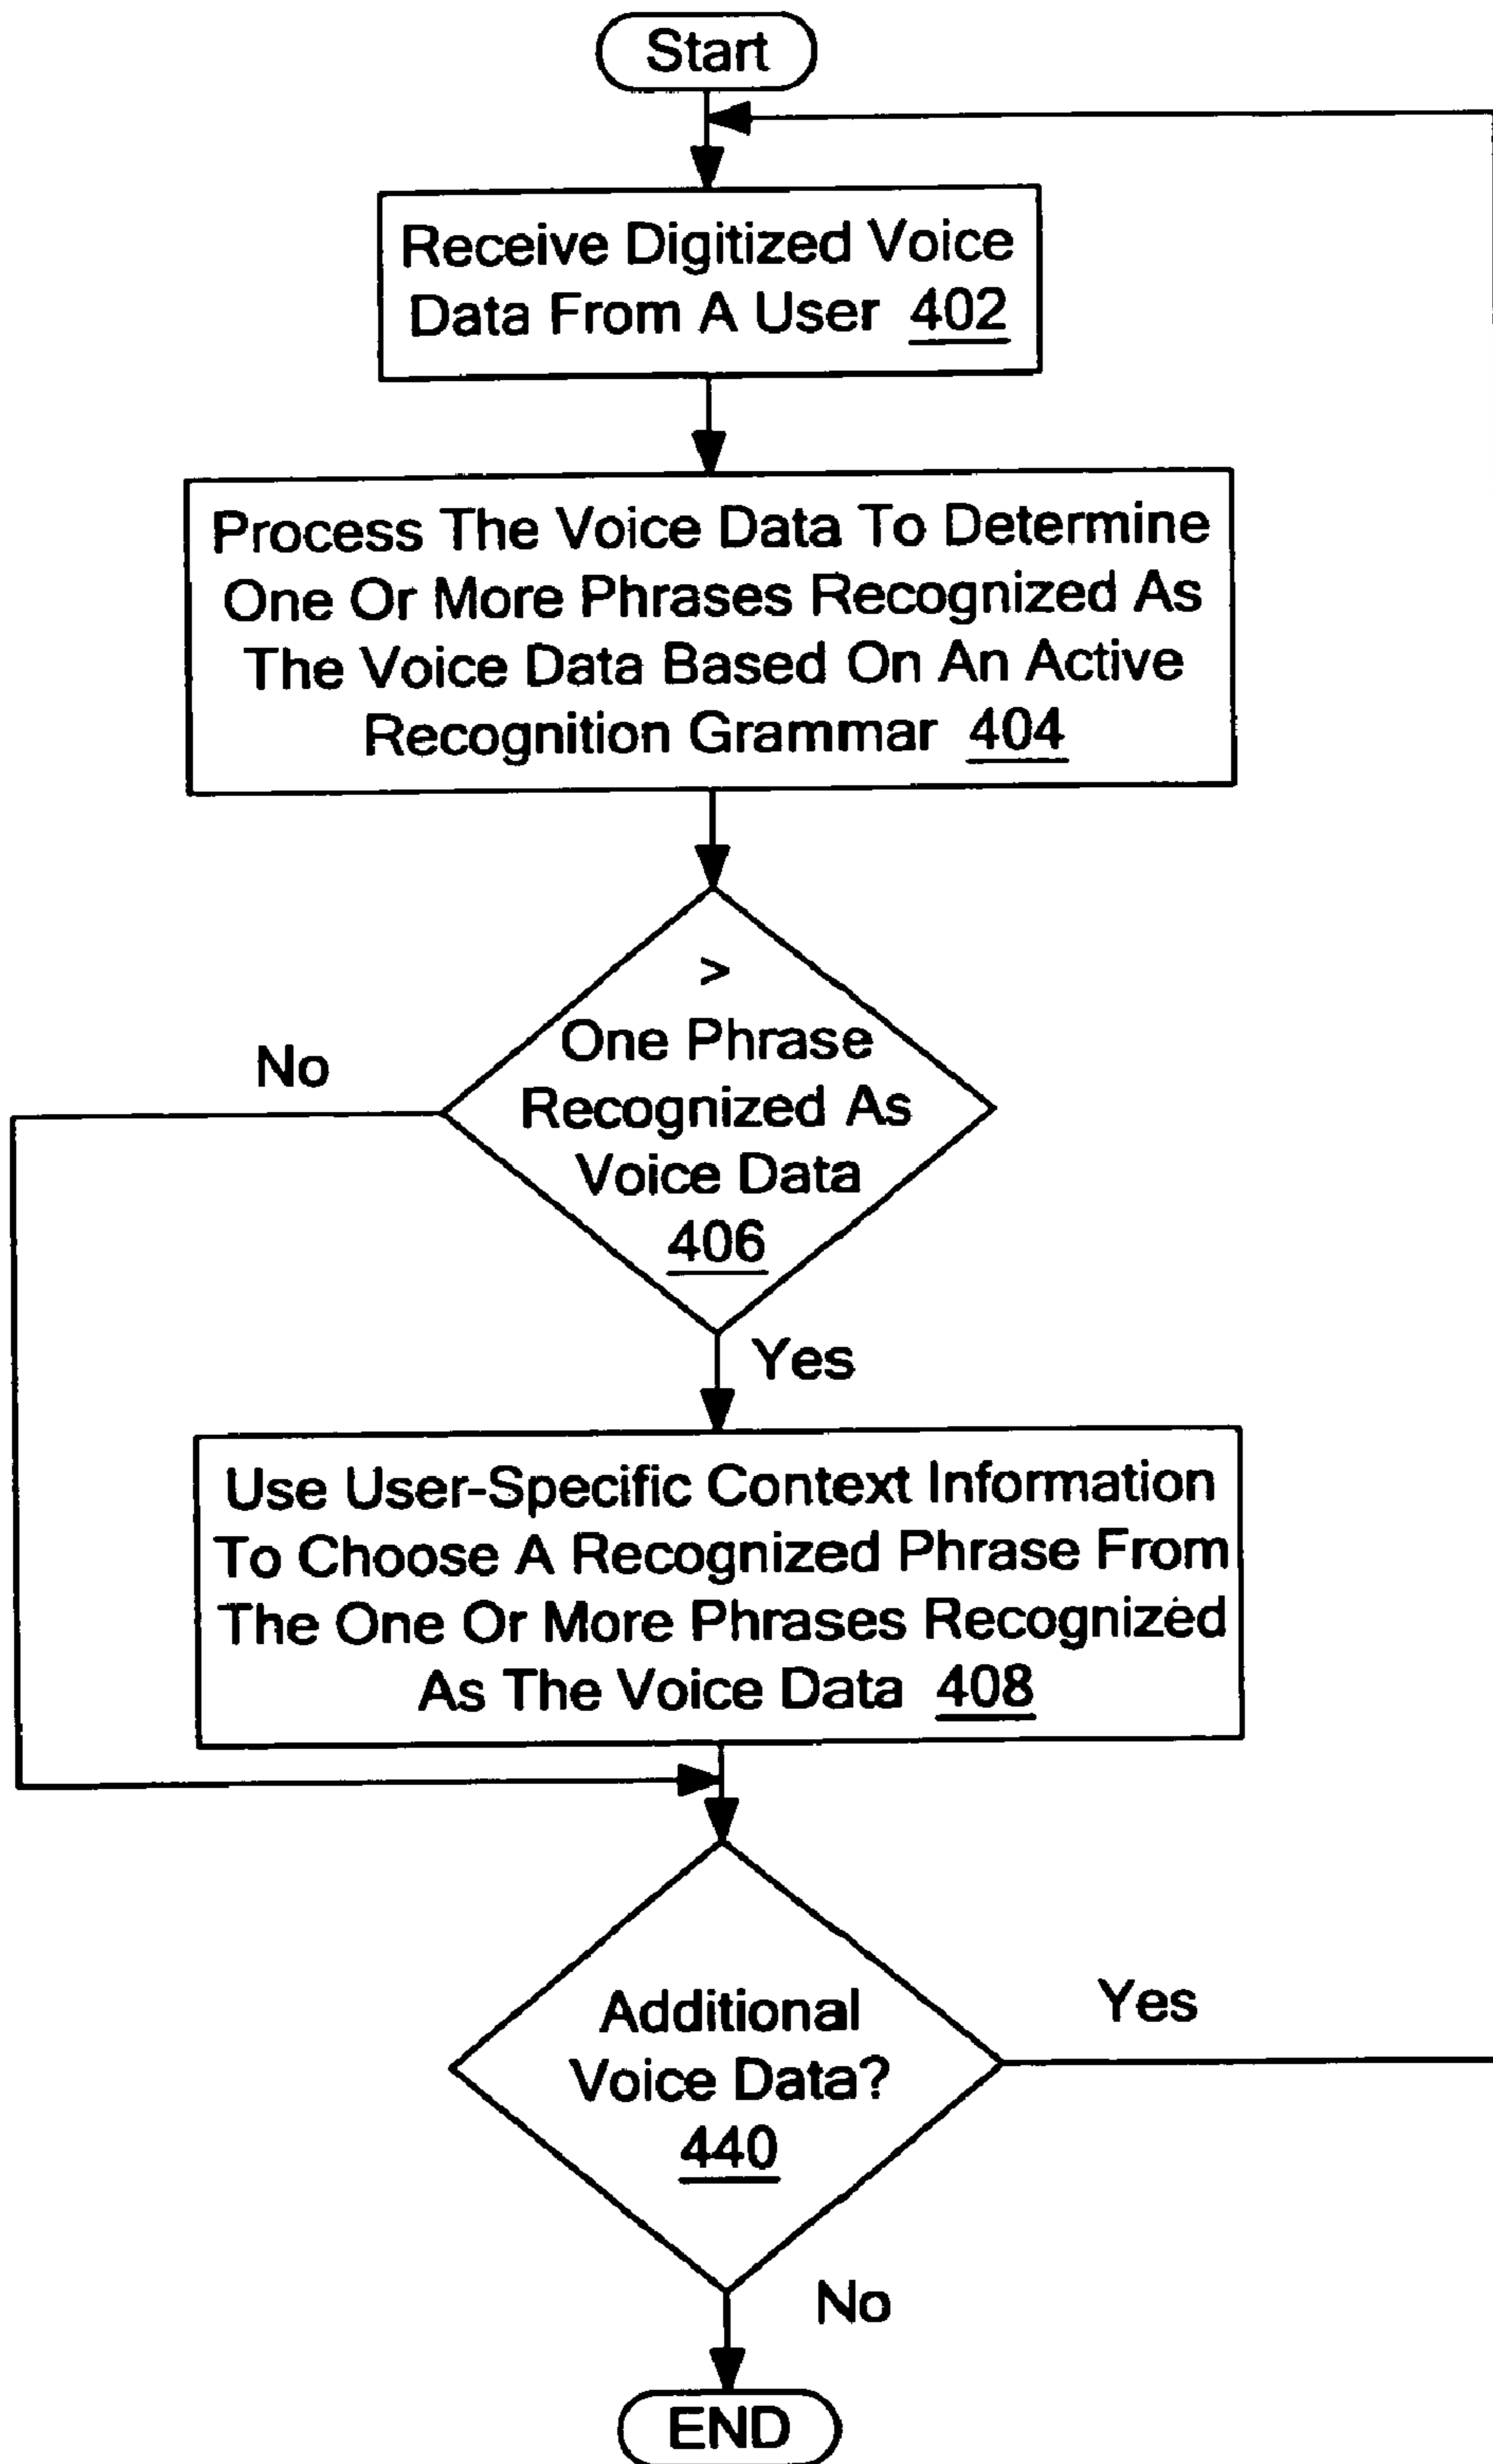 Start
Receive Digitized Voice
Data From A User 402
Process The Voice Data To Determine
One Or More Phrases Recognized As
The Voice Data Based On An Active
Recognition Grammar 404
>
One Phrase
Recognized As
Voice Data
406
No
Yes
Use User-Specific Context Information
To Choose A Recognized Phrase From
The One Or More Phrases Recognized
As The Voice Data 408
Additional
Voice Data?
440
Yes
No
END